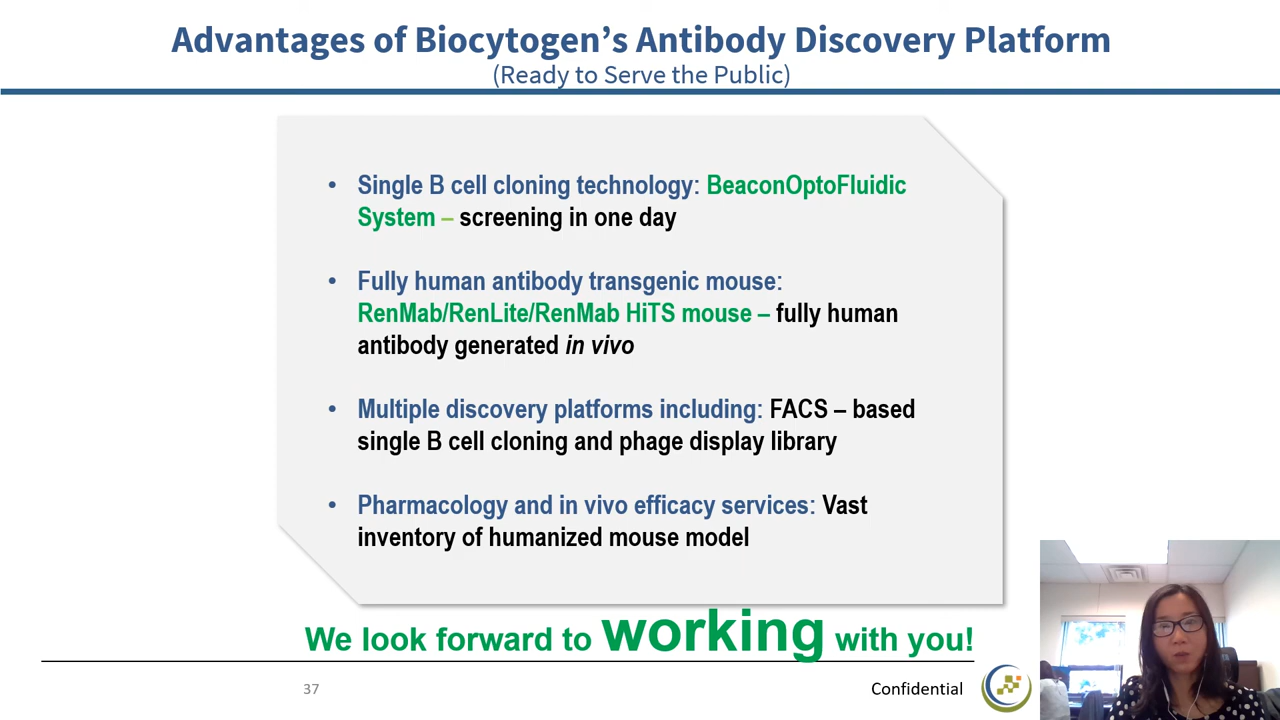 Advantages of Biocytogen’s Antibody Discovery Platform
(Ready to Serve the Public)
• Single B cell cloning technology: BeaconOptoFluidic
System – screening in one day
• Fully human antibody transgenic mouse:
RenMab/RenLite/RenMab HiTS mouse – fully human
antibody generated in vivo
• Multiple discovery platforms including: FACS – based
single B cell cloning and phage display library
• Pharmacology and in vivo efficacy services: Vast
inventory of humanized mouse model
We look forward to working with you!
37
Confidential